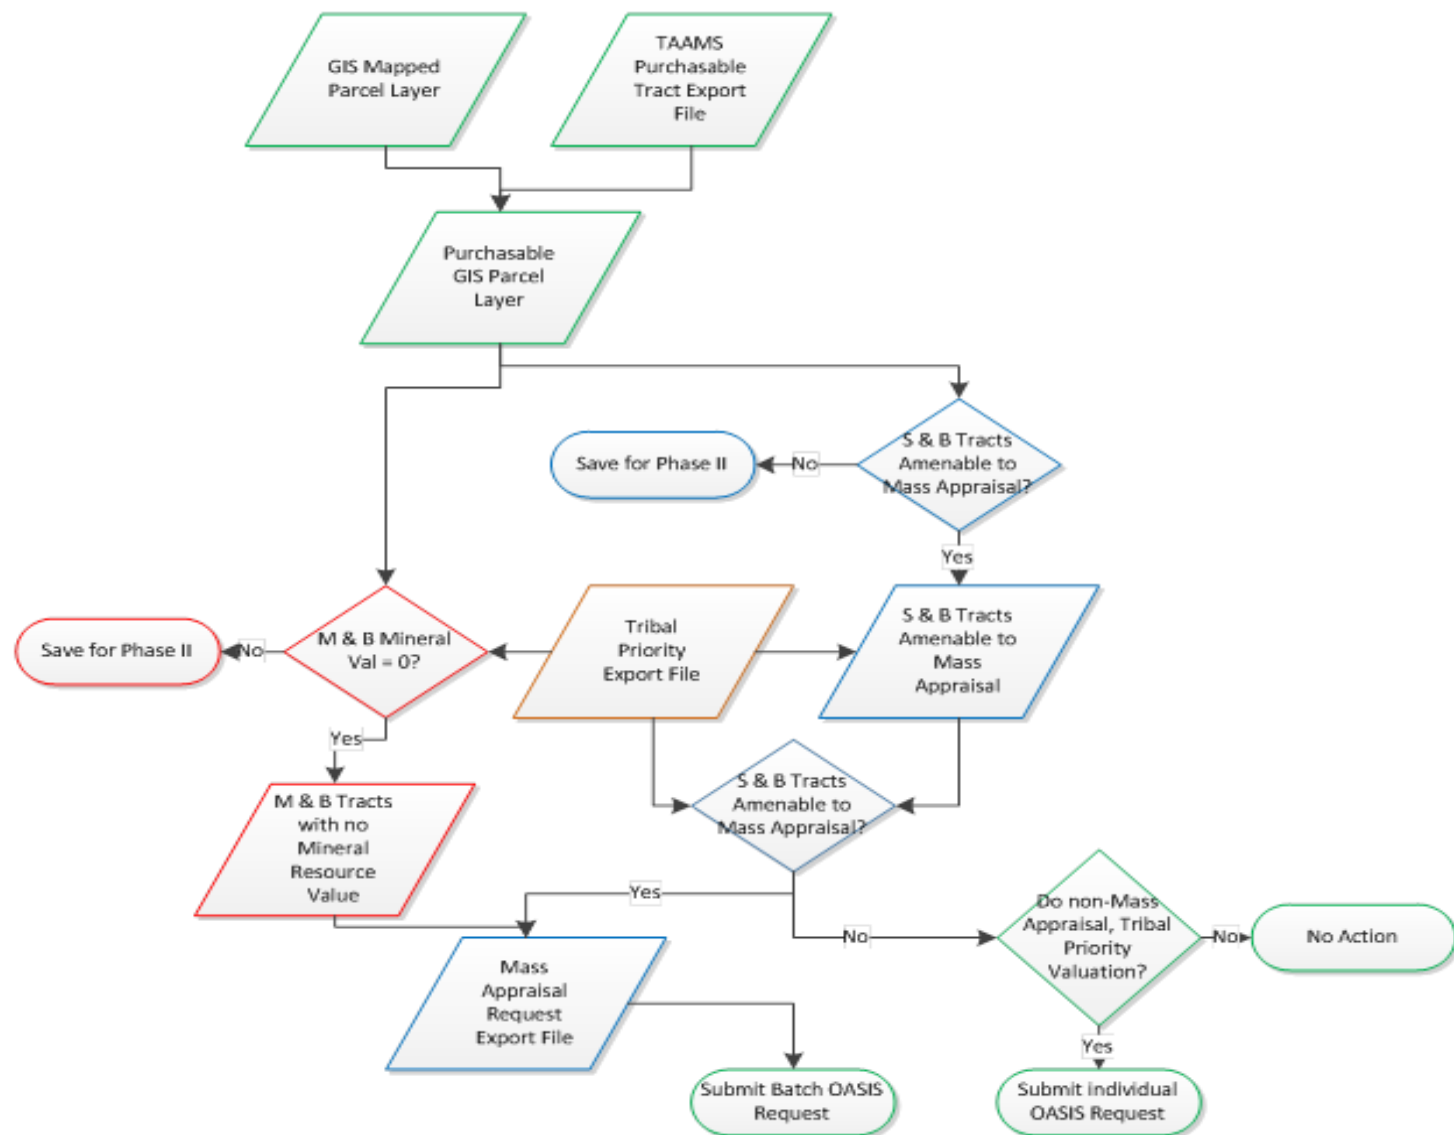 GIS Mapped
Parcel Layer
TAAMS
Purchasable
Tract Export
File
Purchasable
GIS Parcel
Layer
S & B Tracts
Amenable to
Mass Appraisal?
No
Save for Phase II
Yes
S & B Tracts
Amenable to
Mass
Appraisal
Tribal
Priority
Export File
M & B Mineral
Val = 0?
No
Save for Phase II
Yes
M & B Tracts
with no
Mineral
Resource
Value
S & B Tracts
Amenable to
Mass Appraisal?
Yes
No
Do non-Mass
Appraisal, Tribal
Priority
Valuation?
No
No Action
Mass
Appraisal
Request
Export File
Yes
Submit Batch OASIS
Request
Submit individual
OASIS Request